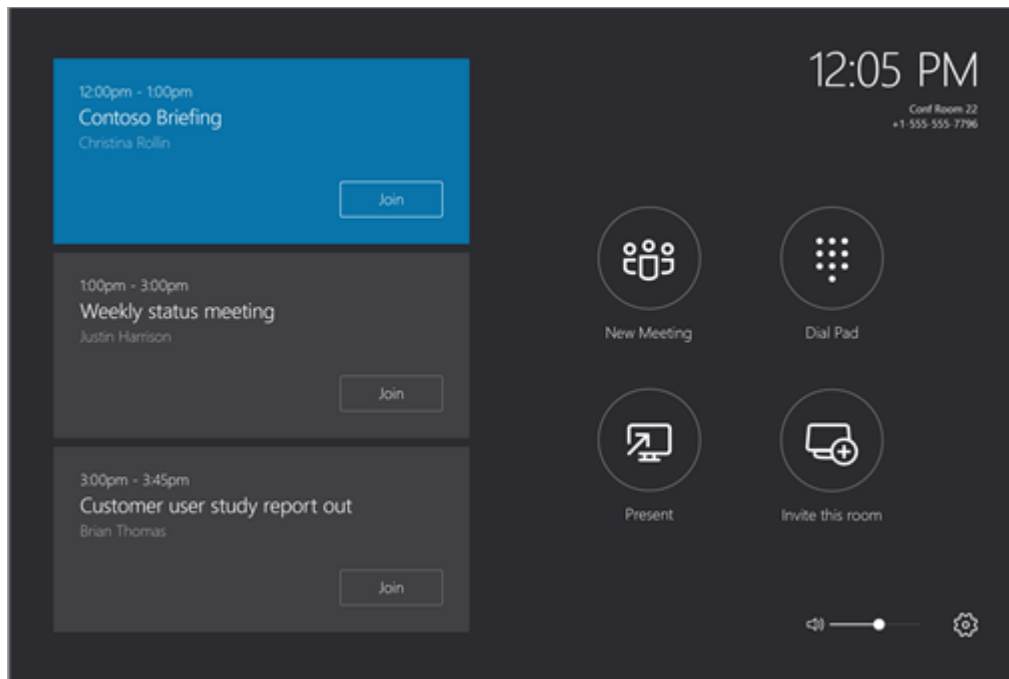 12:00pm - 1:00pm
Contoso Briefing
Christina Rollin
Join
1:00pm - 3:00pm
Weekly status meeting
Justin Harrison
Join
3:00pm - 3:45pm
Customer user study report out
Brian Thomas
Join
12:05 PM
Conf Room 22
+1-555-555-7796
New Meeting
Dial Pad
Present
Invite this room